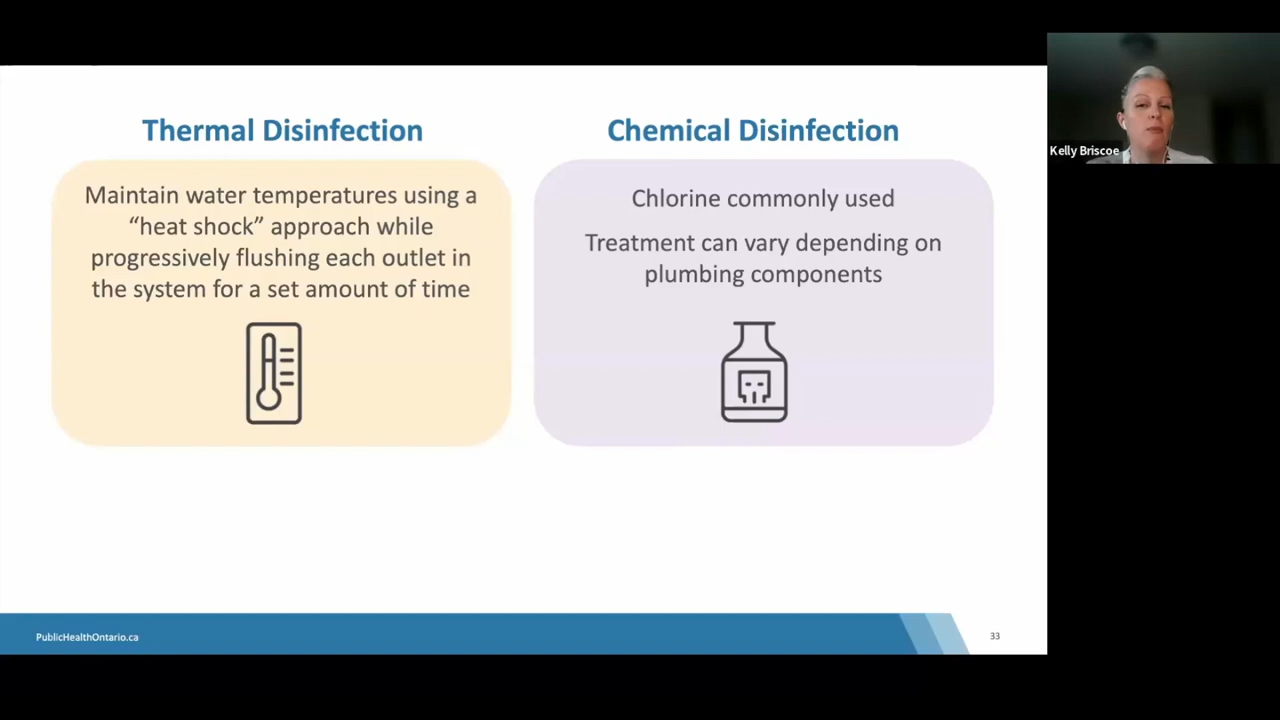 Thermal Disinfection
Maintain water temperatures using a
“heat shock” approach while
progressively flushing each outlet in
the system for a set amount of time
Chemical Disinfection
Chlorine commonly used
Treatment can vary depending on
plumbing components
Kelly Briscoe
PublicHealthOntario.ca
33